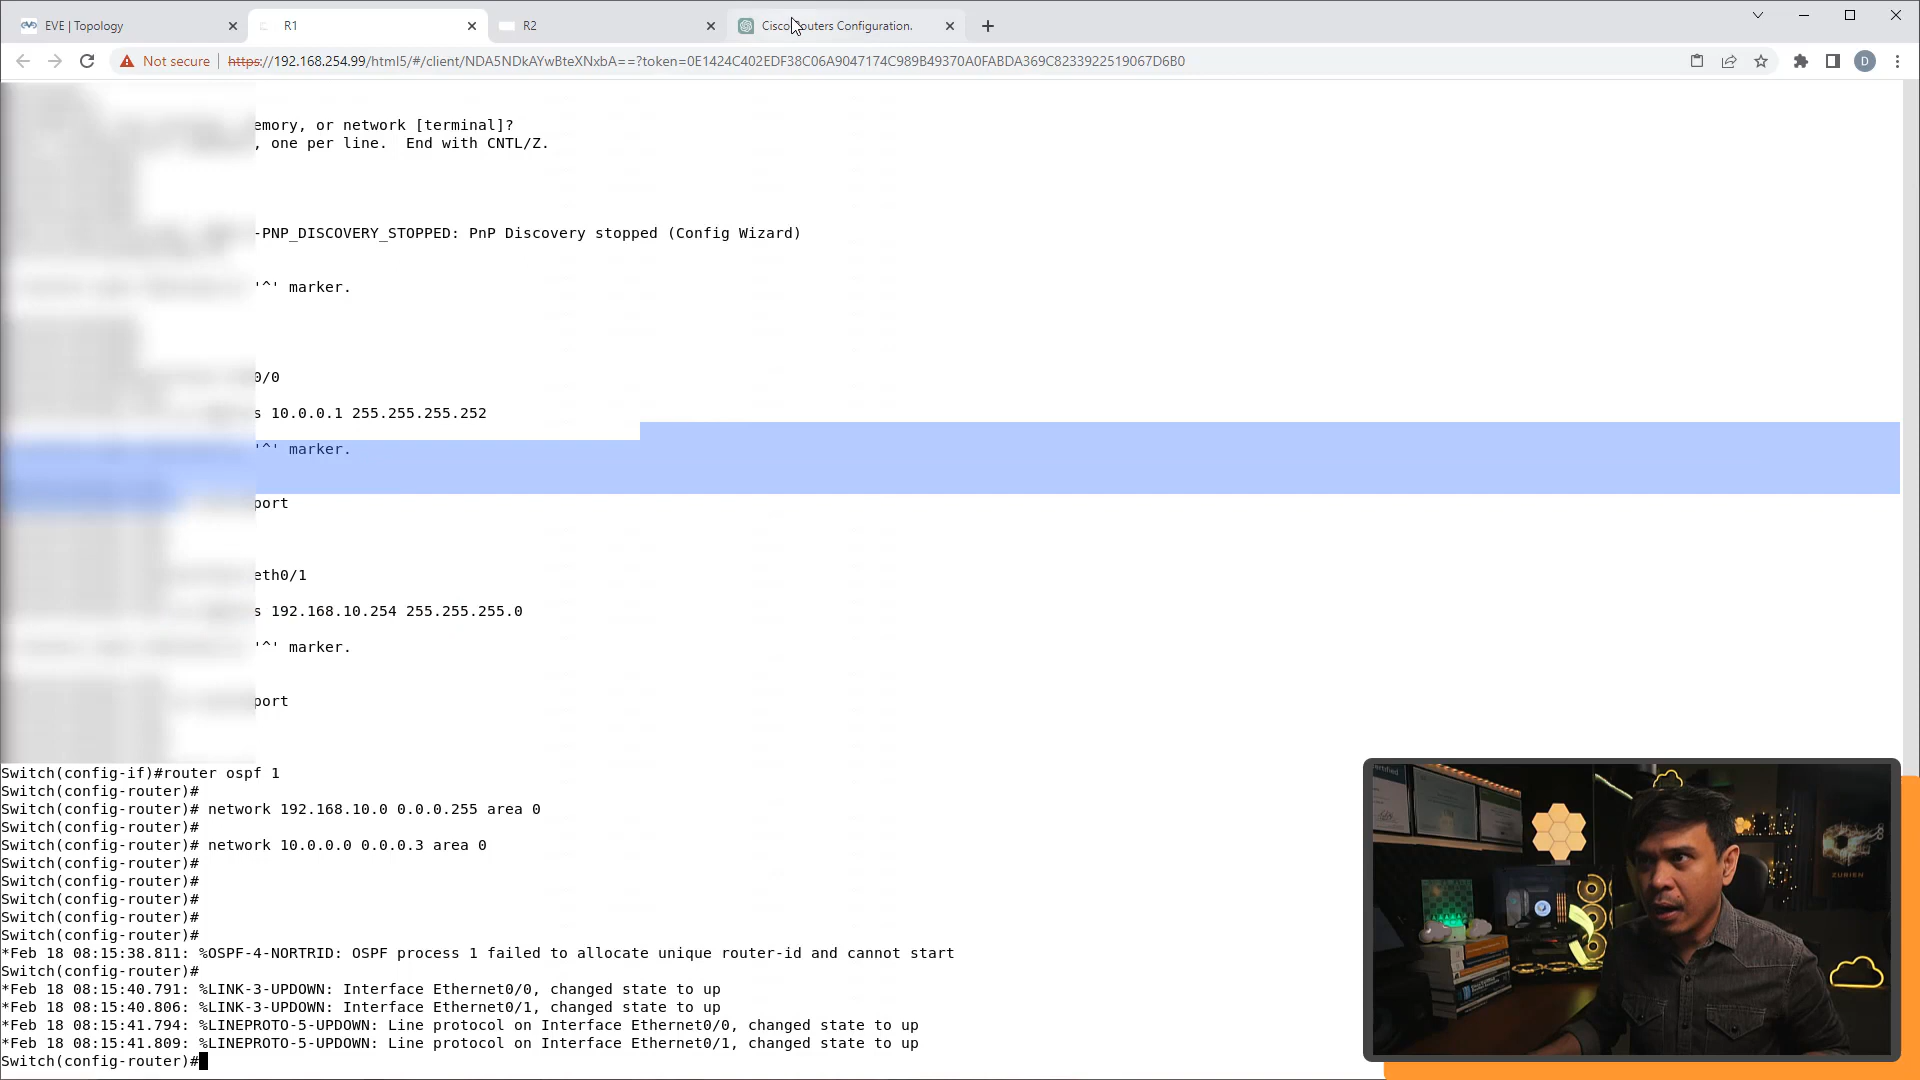 EVE | Topology
R1
R2
Cisco Routers Configuration.
Not secure
https://192.168.254.99/html5/#/client/NDA5NDkAYwBteXNxbA==?token=0E1424C402EDF38C06A9047174C989B49370A0FABDA369C8233922519067D6B0
D
emory, or network [terminal]?
, one per line.  End with CNTL/Z.
-PNP_DISCOVERY_STOPPED: PnP Discovery stopped (Config Wizard)
'^' marker.
0/0
s 10.0.0.1 255.255.255.252
'^' marker.
port
eth0/1
s 192.168.10.254 255.255.255.0
'^' marker.
port
Switch(config-if)#router ospf 1
Switch(config-router)#
Switch(config-router)# network 192.168.10.0 0.0.0.255 area 0
Switch(config-router)#
Switch(config-router)# network 10.0.0.0 0.0.0.3 area 0
Switch(config-router)#
Switch(config-router)#
Switch(config-router)#
Switch(config-router)#
Switch(config-router)#
*Feb 18 08:15:38.811: %OSPF-4-NORTRID: OSPF process 1 failed to allocate unique router-id and cannot start
Switch(config-router)#
*Feb 18 08:15:40.791: %LINK-3-UPDOWN: Interface Ethernet0/0, changed state to up
*Feb 18 08:15:40.806: %LINK-3-UPDOWN: Interface Ethernet0/1, changed state to up
*Feb 18 08:15:41.794: %LINEPROTO-5-UPDOWN: Line protocol on Interface Ethernet0/0, changed state to up
*Feb 18 08:15:41.809: %LINEPROTO-5-UPDOWN: Line protocol on Interface Ethernet0/1, changed state to up
Switch(config-router)#
ZUBIEN